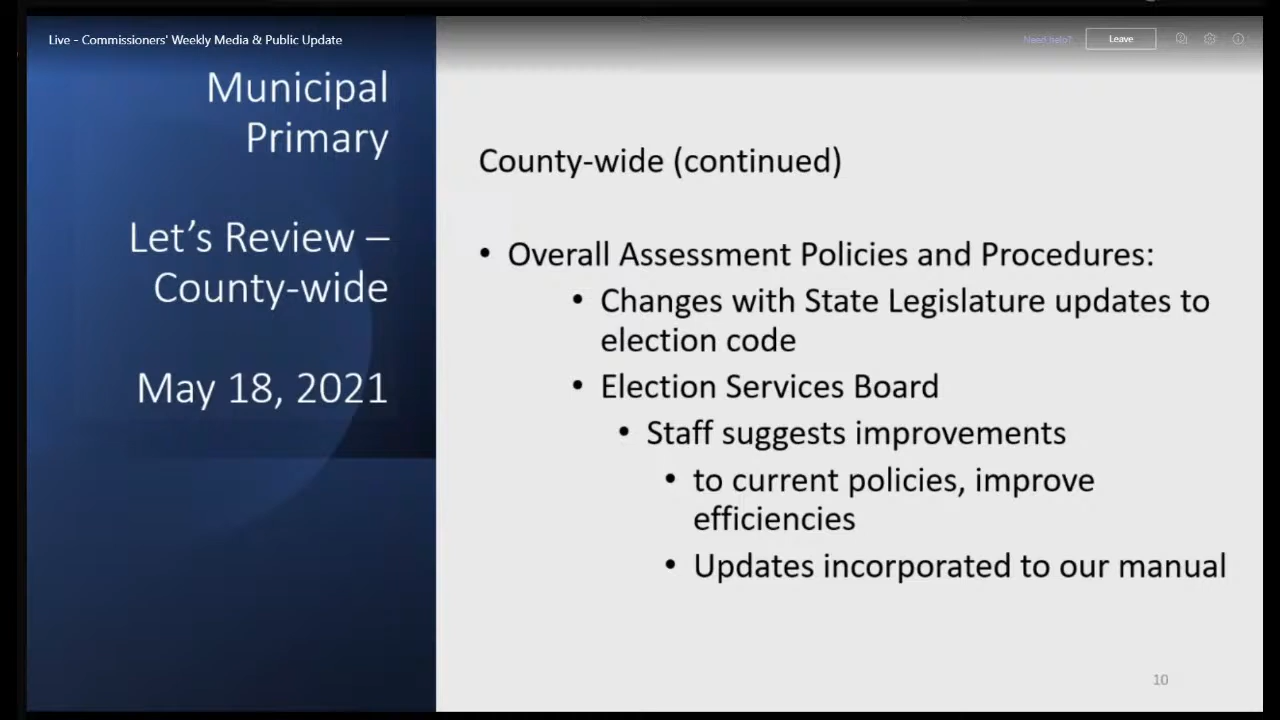 Live - Commissioners' Weekly Media & Public Update
Need help?
Leave
Municipal
Primary
Let's Review –
County-wide
May 18, 2021
County-wide (continued)
• Overall Assessment Policies and Procedures:
• Changes with State Legislature updates to
election code
• Election Services Board
• Staff suggests improvements
• to current policies, improve
efficiencies
• Updates incorporated to our manual
10